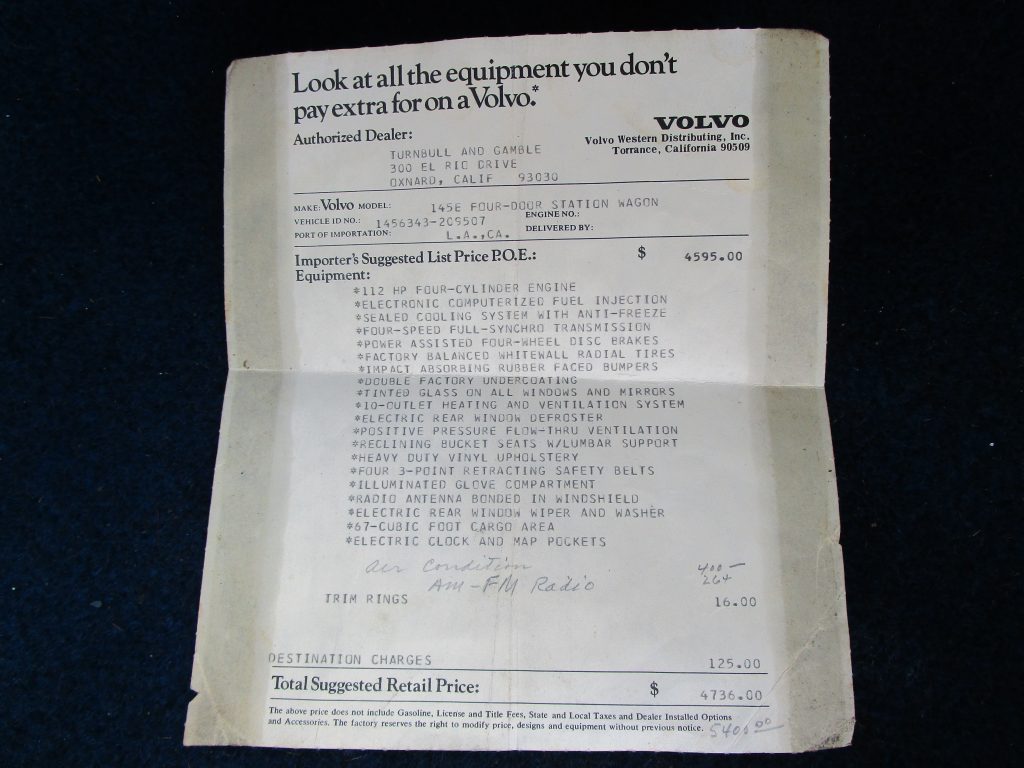 Look at all the equipment you don't
pay extra for on a Volvo.*
VOLVO
Volvo Western Distributing, Inc.
Torrance, California 90509
Authorized Dealer:
TURNBULL AND GAMBLE
300 EL RIO DRIVE
OXNARD, CALIF 93030
MAKE: Volvo MODEL: 145E FOUR-DOOR STATION WAGON
VEHICLE ID NO.: 1456343-209507 ENGINE NO.:
PORT OF IMPORTATION: L.A.,CA. DELIVERED BY:
Importer's Suggested List Price P.O.E.: $ 4595.00
Equipment:
*112 HP FOUR-CYLINDER ENGINE
*ELECTRONIC COMPUTERIZED FUEL INJECTION
*SEALED COOLING SYSTEM WITH ANTI-FREEZE
*FOUR-SPEED FULL-SYNCHRO TRANSMISSION
*POWER ASSISTED FOUR-WHEEL DISC BRAKES
*FACTORY BALANCED WHITEWALL RADIAL TIRES
*IMPACT ABSORBING RUBBER FACED BUMPERS
*DOUBLE FACTORY UNDERCOATING
*TINTED GLASS ON ALL WINDOWS AND MIRRORS
*10-OUTLET HEATING AND VENTILATION SYSTEM
*ELECTRIC REAR WINDOW DEFROSTER
*POSITIVE PRESSURE FLOW-THRU VENTILATION
*RECLINING BUCKET SEATS W/LUMBAR SUPPORT
*HEAVY DUTY VINYL UPHOLSTERY
*FOUR 3-POINT RETRACTING SAFETY BELTS
*ILLUMINATED GLOVE COMPARTMENT
*RADIO ANTENNA BONDED IN WINDSHIELD
*ELECTRIC REAR WINDOW WIPER AND WASHER
*67-CUBIC FOOT CARGO AREA
*ELECTRIC CLOCK AND MAP POCKETS
air Condition 400 —
AM-FM Radio 264
TRIM RINGS 16.00
DESTINATION CHARGES 125.00
Total Suggested Retail Price: $ 4736.00
The above price does not include Gasoline, License and Title Fees, State and Local Taxes and Dealer Installed Options
and Accessories. The factory reserves the right to modify price, designs and equipment without previous notice.
5400 00